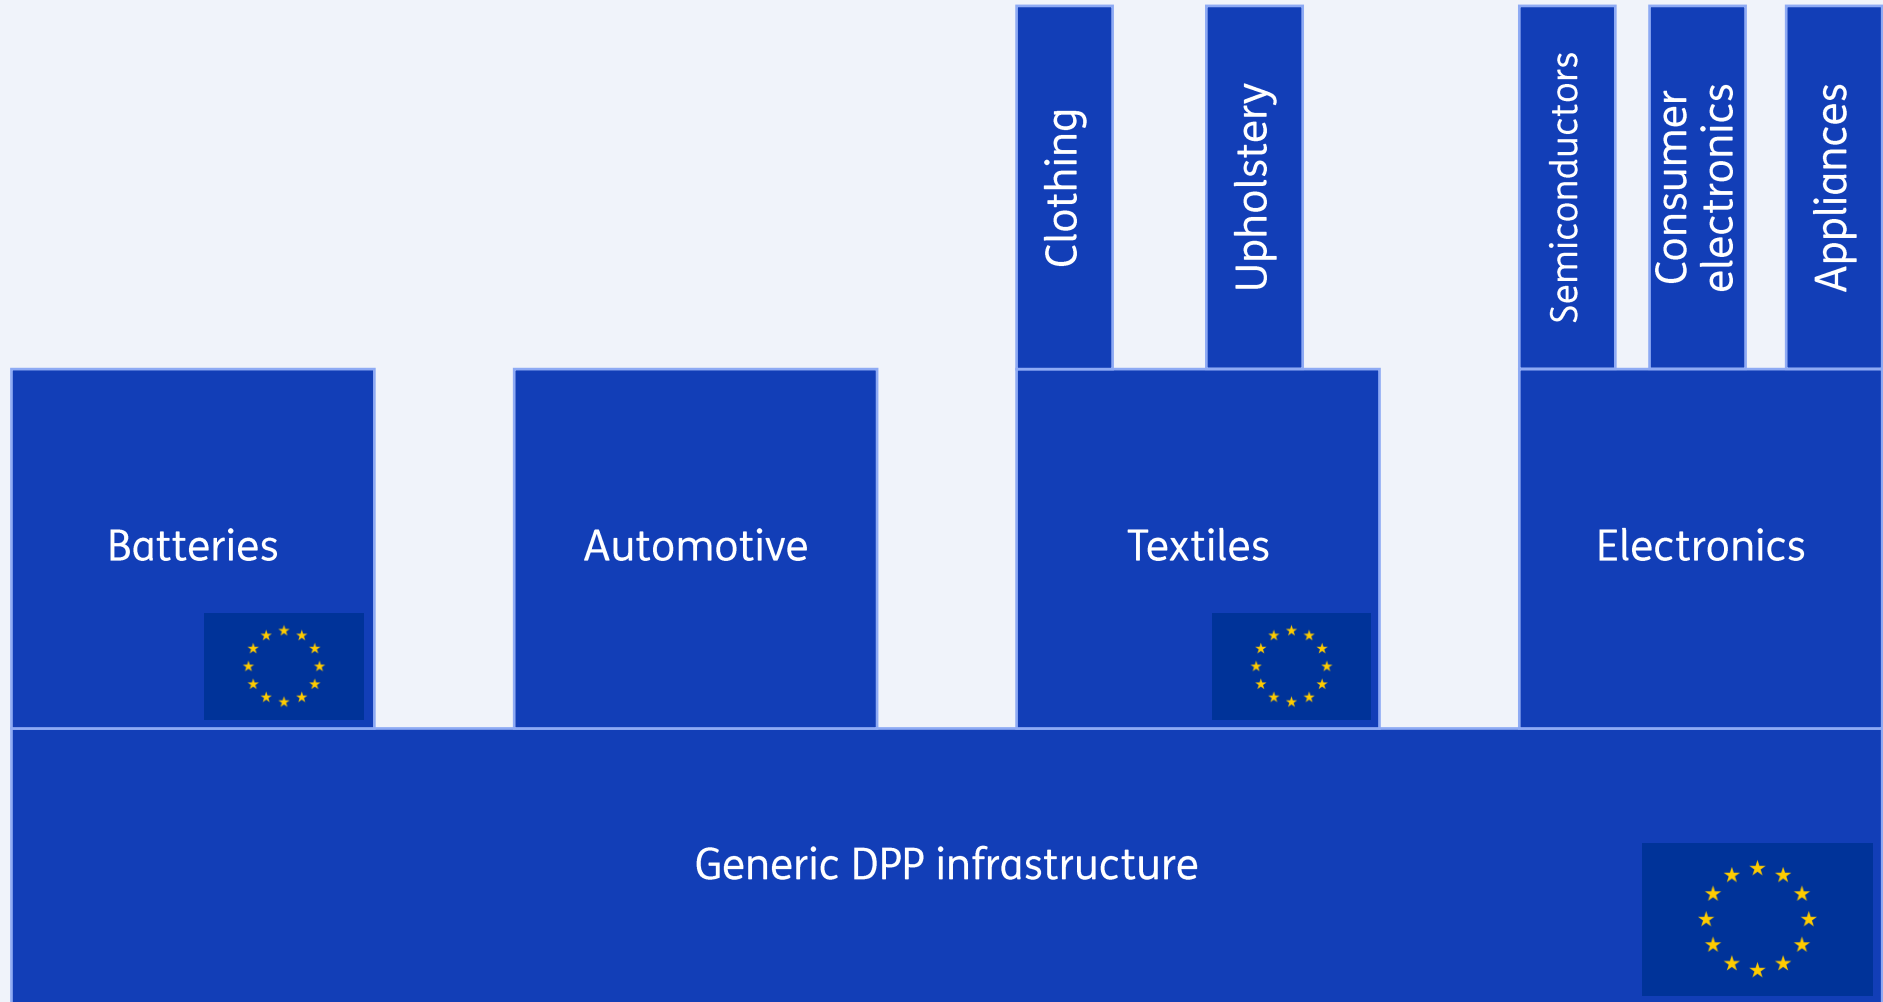 Clothing
Upholstery
Semiconductors
Consumer
electronics
Appliances
Batteries
Automotive
Textiles
Electronics
Generic DPP infrastructure